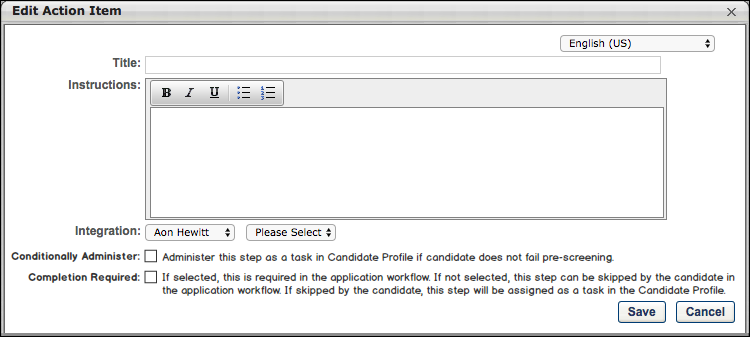 Edit Action Item
English (US)
Title:
Instructions:
B I U
Integration: Aon Hewitt Please Select
Conditionally Administer: Administer this step as a task in Candidate Profile if candidate does not fail pre-screening.
Completion Required: If selected, this is required in the application workflow. If not selected, this step can be skipped by the candidate in
the application workflow. If skipped by the candidate, this step will be assigned as a task in the Candidate Profile.
Save Cancel